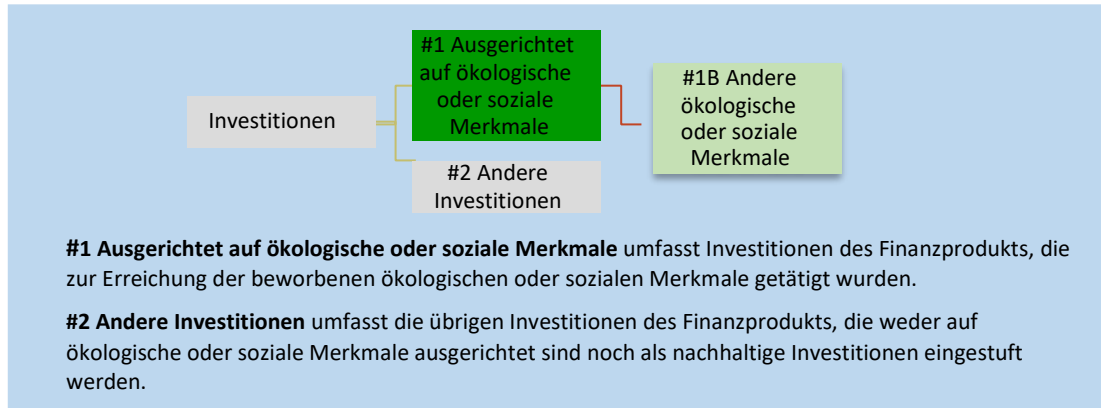 #1 Ausgerichtet
auf ökologische
oder soziale
Merkmale
#1B Andere
ökologische
oder soziale
Merkmale
Investitionen
#2 Andere
Investitionen
#1 Ausgerichtet auf ökologische oder soziale Merkmale umfasst Investitionen des Finanzprodukts, die
zur Erreichung der beworbenen ökologischen oder sozialen Merkmale getätigt wurden.
#2 Andere Investitionen umfasst die übrigen Investitionen des Finanzprodukts, die weder auf
ökologische oder soziale Merkmale ausgerichtet sind noch als nachhaltige Investitionen eingestuft
werden.